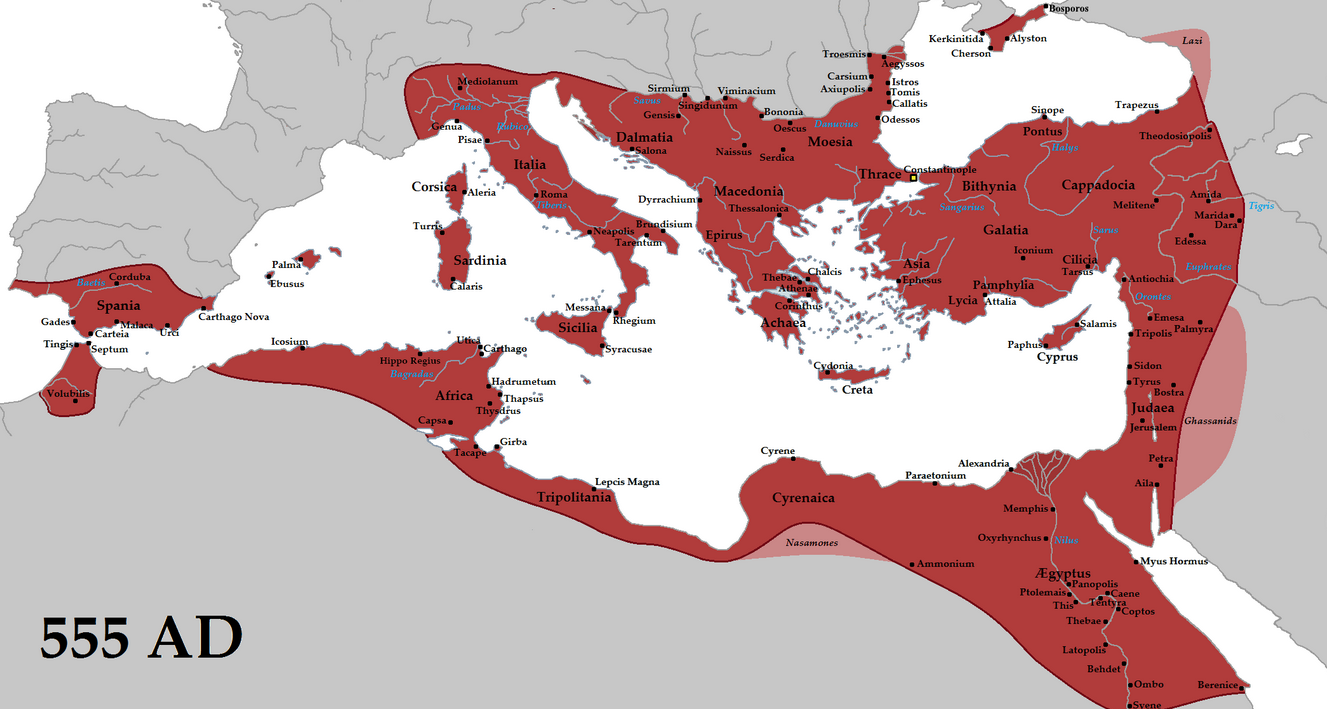 Bosporos
Kerkinitida
Alyston
Cherson
Lazi
Troesmis
Aegyssos
Carsium
Istros
Axiupolis
Tomis
Callatis
Odessos
Mediolanum
Padus
Genua
Rubico
Pisae
Sirmium
Viminacium
Savus
Singidunum
Gensis
Bononia
Oescus
Danuvius
Dalmatia
Salona
Naissus
Serdica
Moesia
Sinope
Trapezus
Pontus
Halys
Theodosiopolis
Italia
Corsica
Aleria
Roma
Tiberis
Dyrrachium
Macedonia
Thessalonica
Thrace
Constantinople
Bithynia
Cappadocia
Sangarius
Melitene
Amida
Tigris
Marida
Dara
Turris
Neapolis
Brundisium
Tarentum
Epirus
Galatia
Sarus
Edessa
Iconium
Palma
Ebusus
Sardinia
Calaris
Asia
Ephesus
Cilicia
Tarsus
Euphrates
Antiochia
Pamphylia
Lycia
Attalia
Orontes
Corduba
Baetis
Spania
Gades
Malaca
Carteia
Urci
Carthago Nova
Tingis
Septum
Volubilis
Messana
Rhegium
Sicilia
Syracusae
Thebae
Chalcis
Athenae
Corinthus
Achaea
Salamis
Paphus
Cyprus
Emesa
Palmyra
Tripolis
Sidon
Tyrus
Bostra
Judaea
Jerusalem
Ghassanids
Icosium
Utica
Carthago
Hippo Regius
Bagradas
Hadrumetum
Africa
Thapsus
Thysdrus
Capsa
Girba
Tacape
Cydonia
Creta
Petra
Aila
Cyrene
Alexandria
Paraetonium
Lepcis Magna
Tripolitania
Cyrenaica
Memphis
Nasamones
Oxyrhynchus
Nilus
Ammonium
Myus Hormus
Ægyptus
Panopolis
Ptolemais
Caene
This
Tentyra
Coptos
Thebae
Latopolis
Behdet
Ombo
Berenice
Syene
555 AD